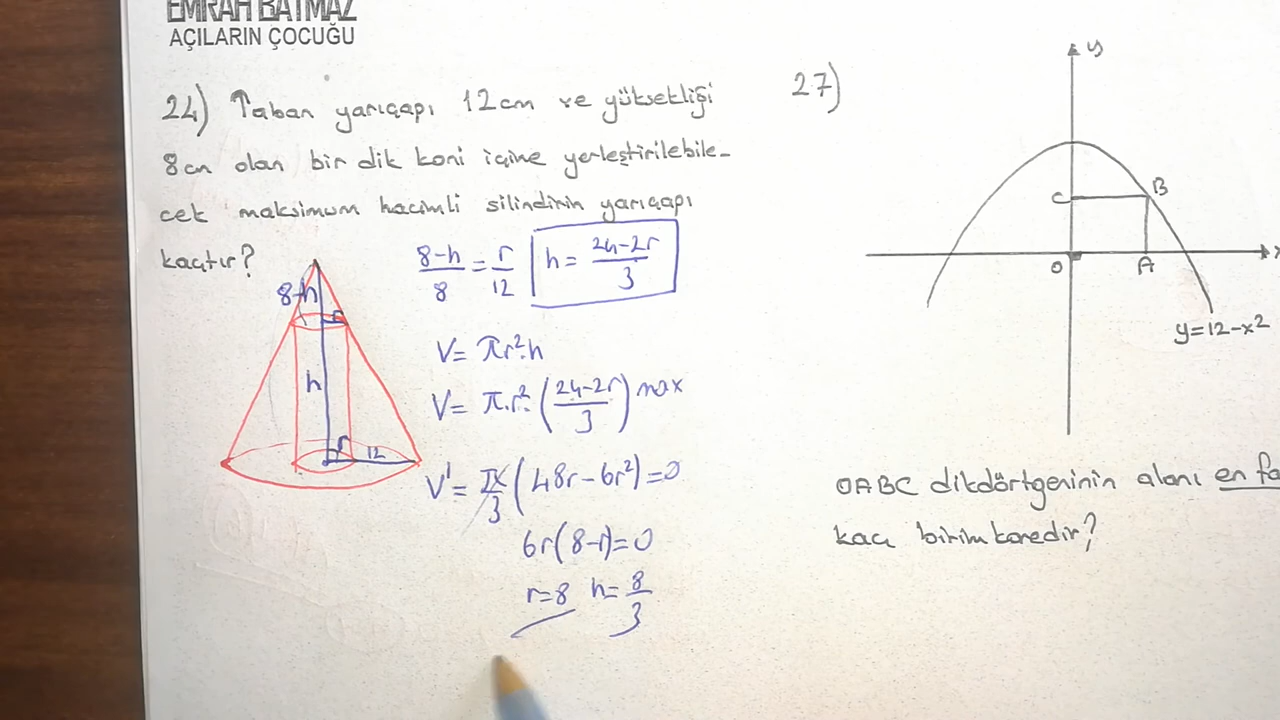 EMRAH BATMAZ
AÇILARIN ÇOCUĞU
24) Taban yarıçapı 12cm ve yüksekliği
8cm olan bir dik koni içine yerleştirilebile-
cek maksimum hacimli silindirin yarıçapı
kaçtır?
8-h
r
h
r
12
8-h/8 = r/12
h = 24-2r/3
V = πr².h
V = π.r².(24-2r/3) max
V' = π/3 (48r-6r²)=0
6r(8-r)=0
r=8 h=8/3
27)
y
C
B
O
A
x
y=12-x²
OABC dikdörtgeninin alanı en
kaç birimkaredir?